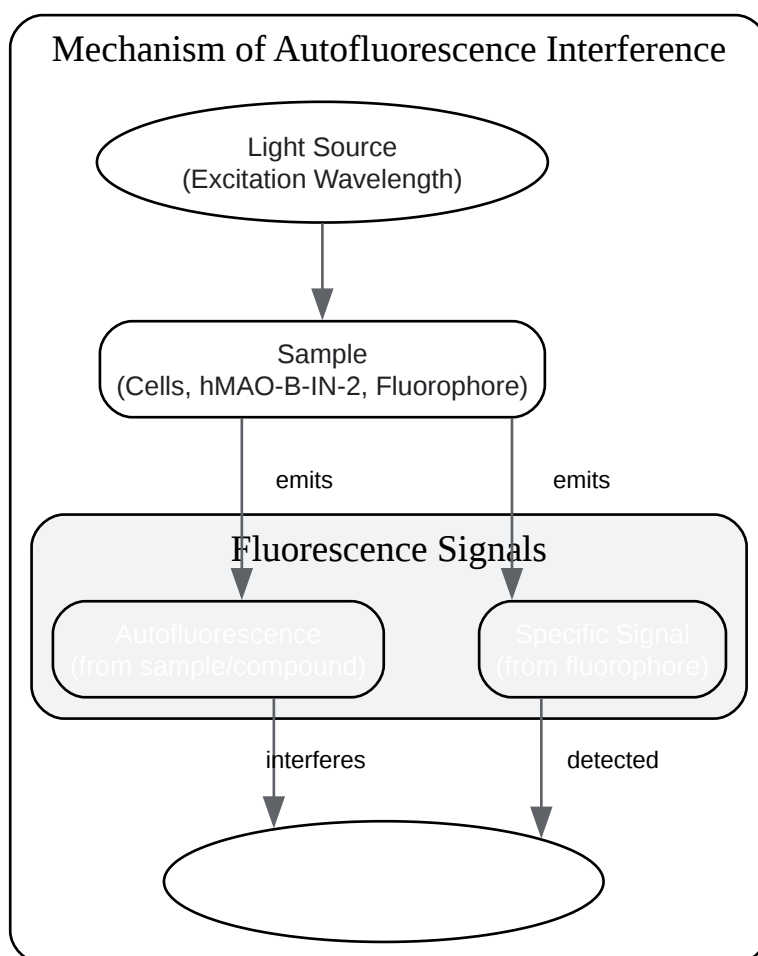 Mechanism of Autofluorescence Interference
Light Source
(Excitation Wavelength)
Sample
(Cells, hMAO-B-IN-2, Fluorophore)
emits
emits
Fluorescence Signals
Autofluorescence
(from sample/compound)
Specific Signal
(from fluorophore)
interferes
detected